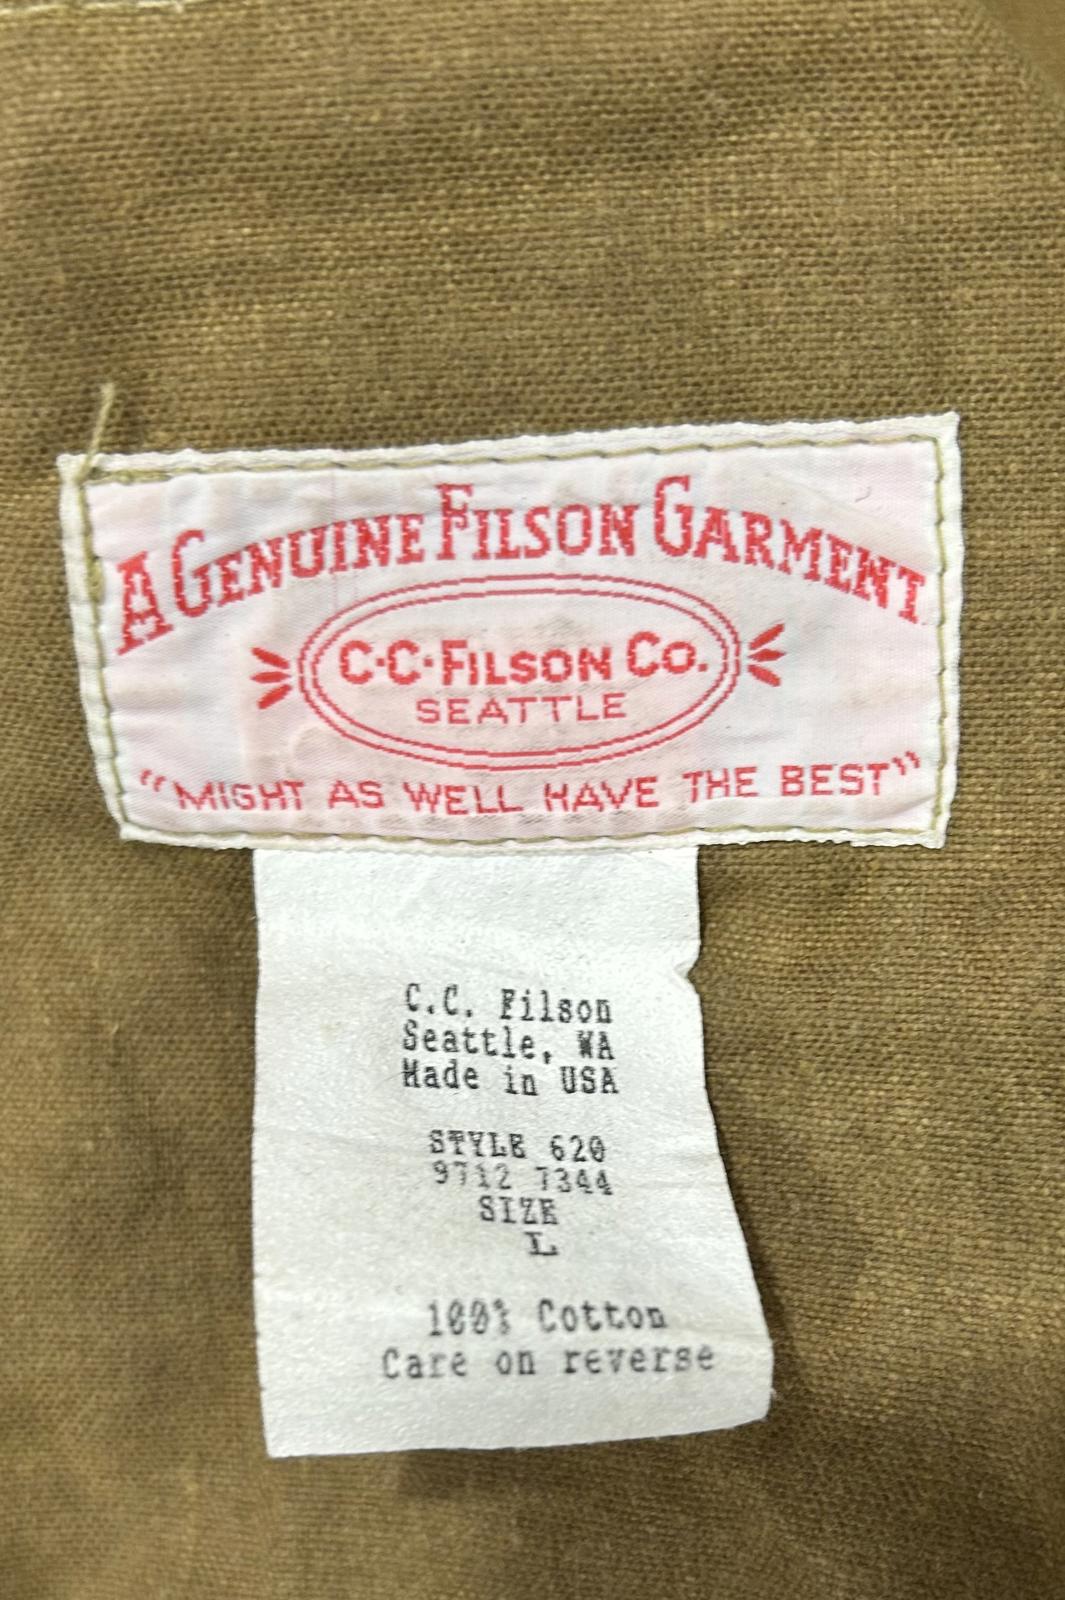 A GENUINE FILSON GARMENT
C·C·FILSON CO.
SEATTLE
"MIGHT AS WELL HAVE THE BEST"
C.C. Filson
Seattle, WA
Made in USA
STYLE 620
9712 7344
SIZE
L
100% Cotton
Care on reverse